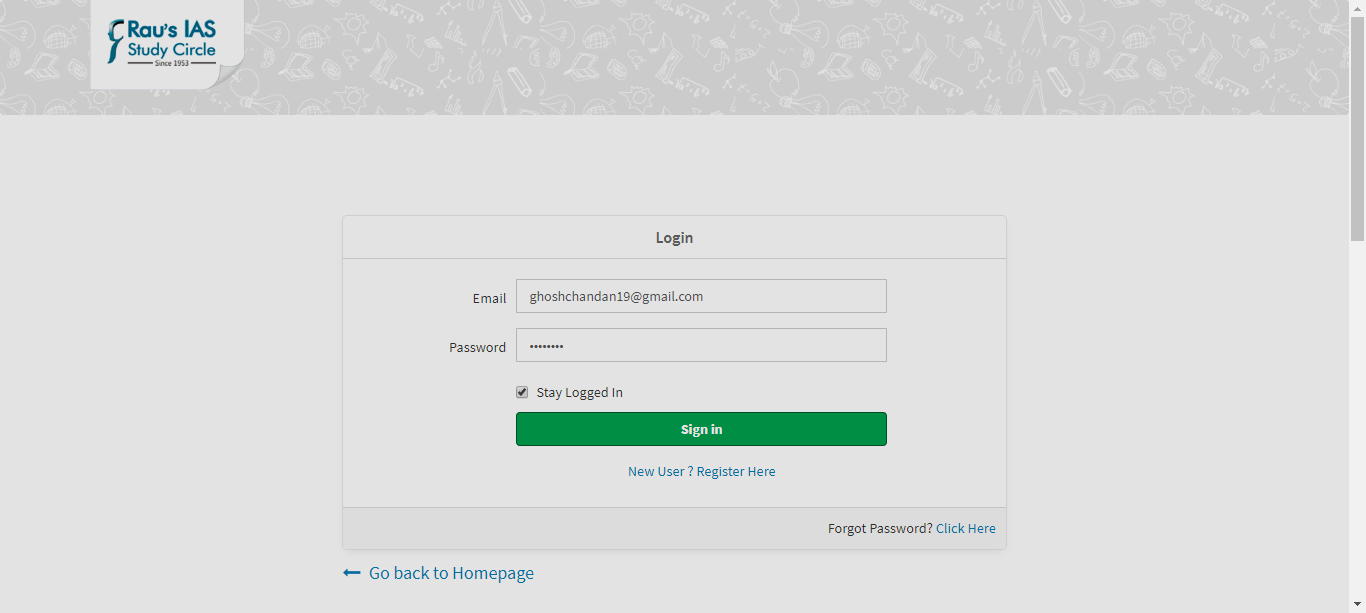 Rau's IAS
Study Circle
Since 1953
Login
Email
ghoshchandan19@gmail.com
Password
••••••••
Stay Logged In
Sign in
New User ? Register Here
Forgot Password? Click Here
Go back to Homepage